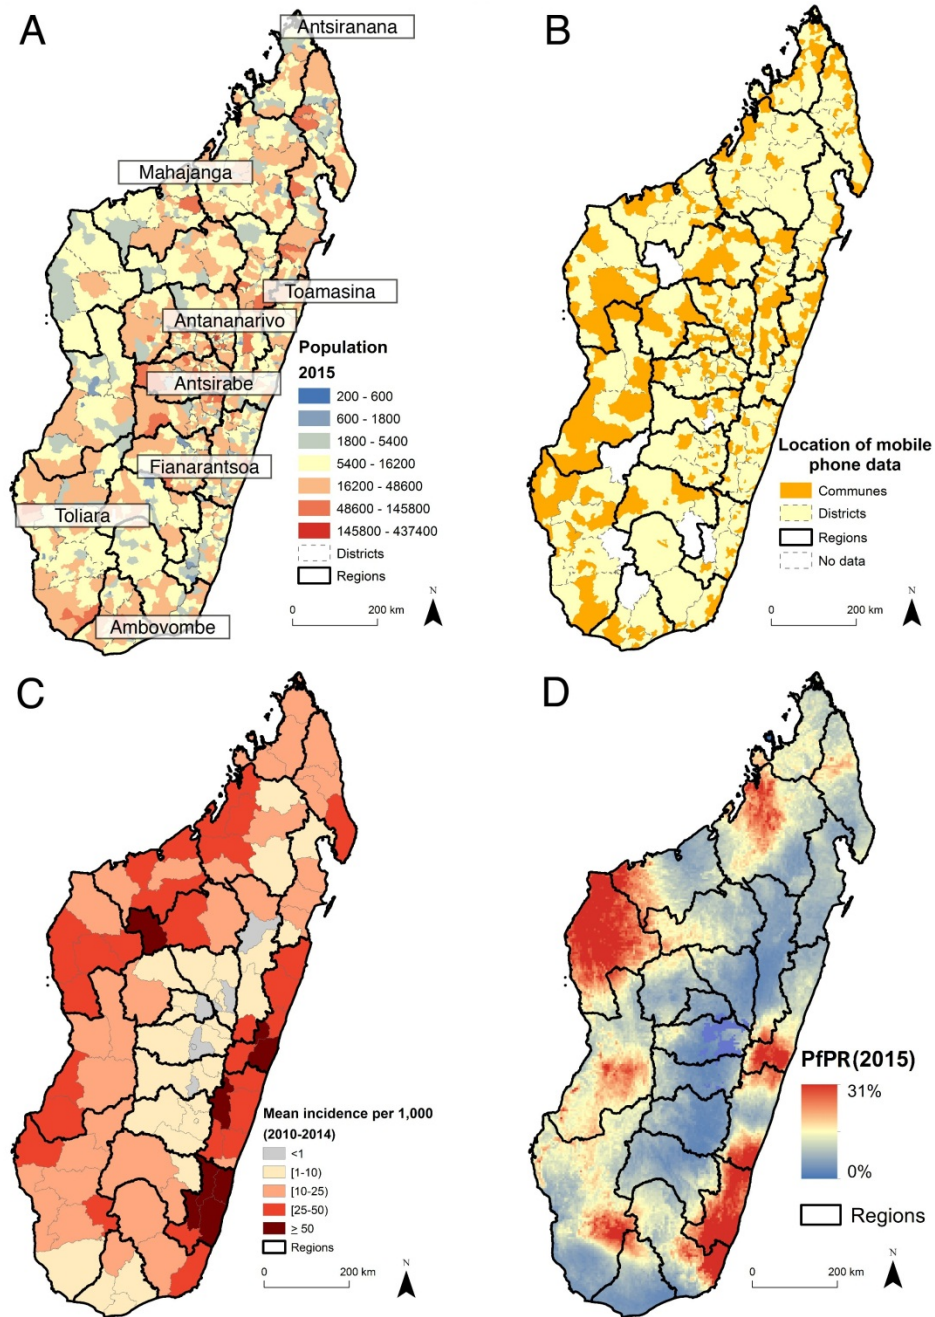 A
Antsiranana
Mahajanga
Toamasina
Antananarivo
Antsirabe
Fianarantsoa
Toliara
Ambovombe
Population
2015
200 - 600
600 - 1800
1800 - 5400
5400 - 16200
16200 - 48600
48600 - 145800
145800 - 437400
Districts
Regions
0 200 km
N
B
Location of mobile
phone data
Communes
Districts
Regions
No data
0 200 km
N
C
Mean incidence per 1,000
(2010-2014)
<1
[1-10)
[10-25)
[25-50)
≥ 50
Regions
0 200 km
N
D
PfPR(2015)
31%
0%
Regions
0 200 km
N